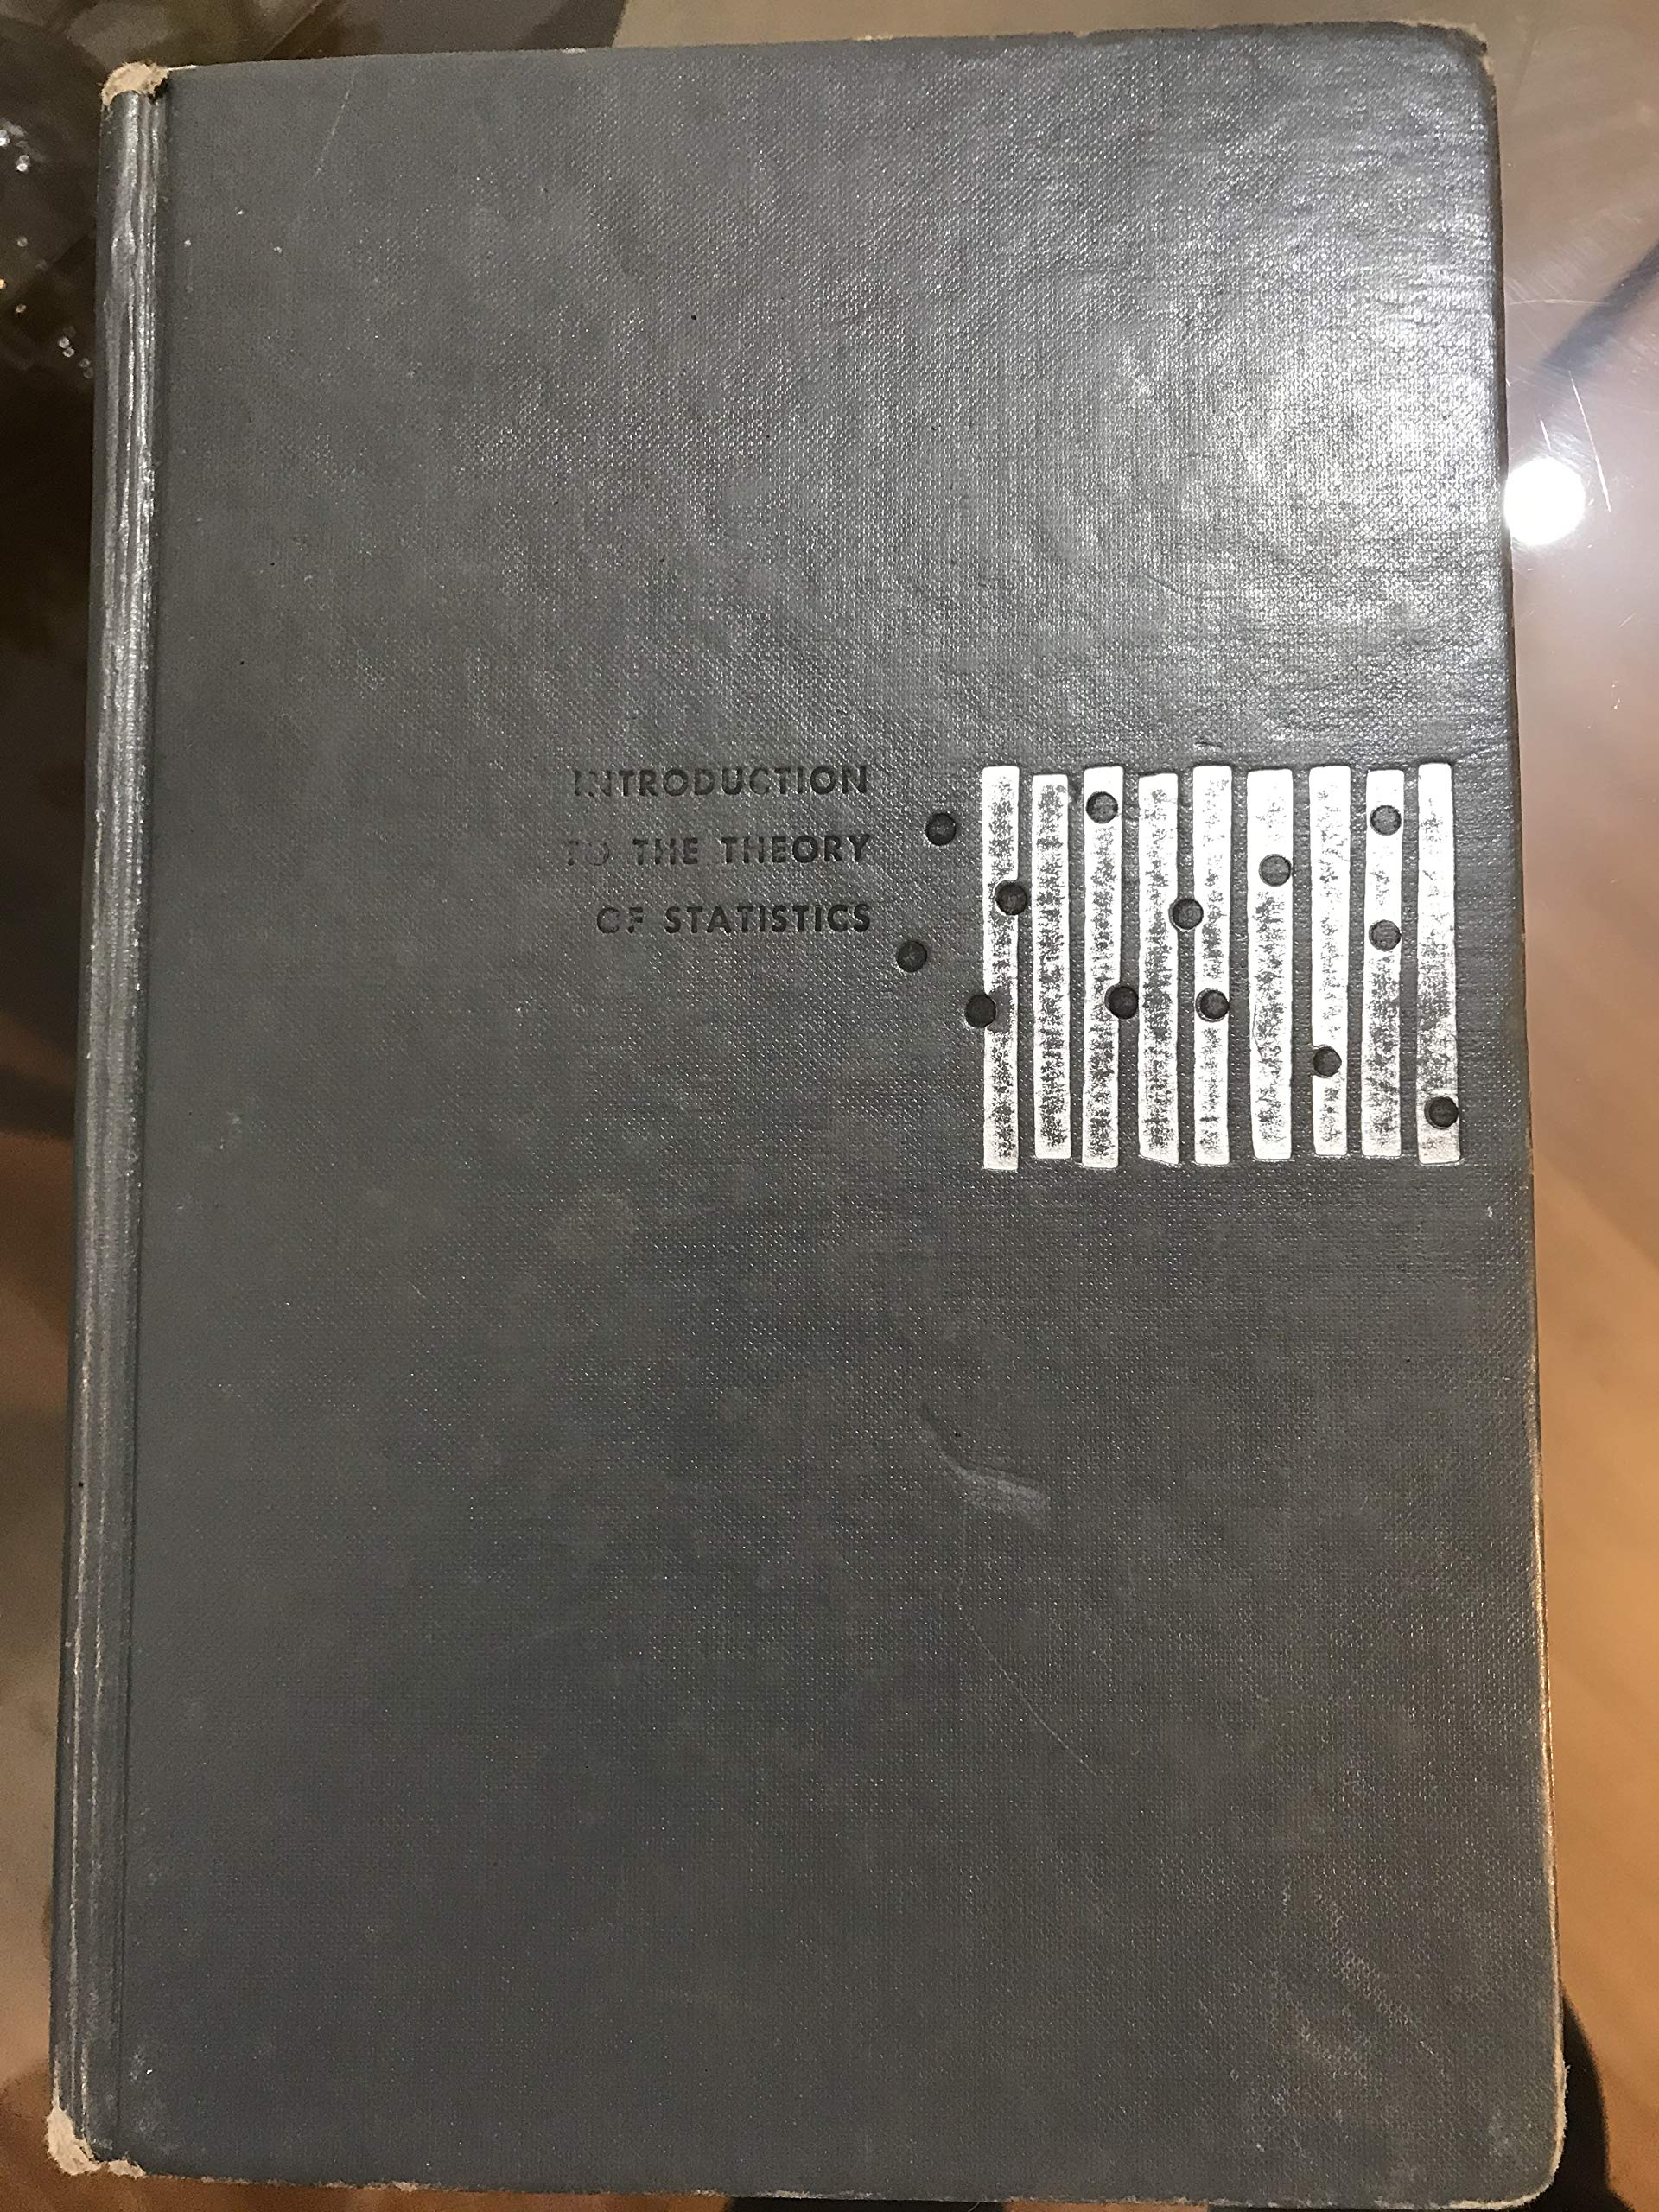 INTRODUCTION
TO THE THEORY
OF STATISTICS